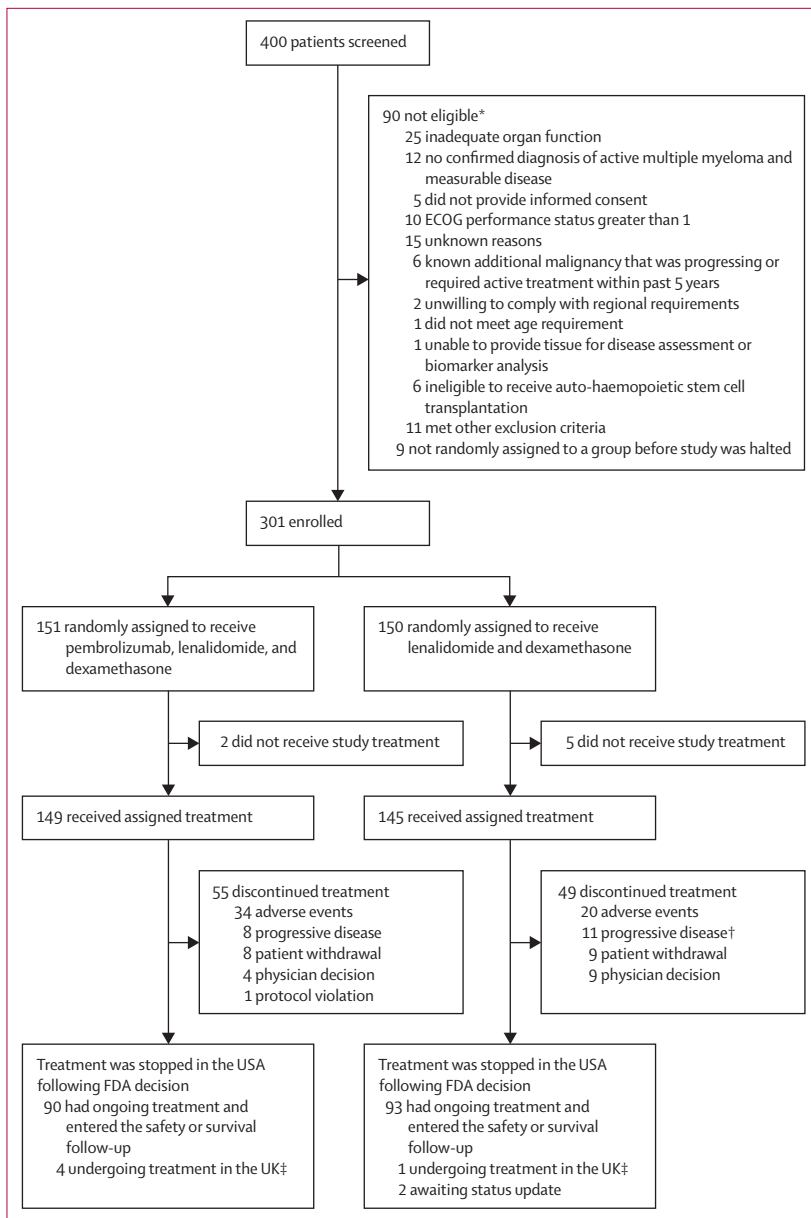 400 patients screened
90 not eligible*
25 inadequate organ function
12 no confirmed diagnosis of active multiple myeloma and
measurable disease
5 did not provide informed consent
10 ECOG performance status greater than 1
15 unknown reasons
6 known additional malignancy that was progressing or
required active treatment within past 5 years
2 unwilling to comply with regional requirements
1 did not meet age requirement
1 unable to provide tissue for disease assessment or
biomarker analysis
6 ineligible to receive auto-haemopoietic stem cell
transplantation
11 met other exclusion criteria
9 not randomly assigned to a group before study was halted
301 enrolled
151 randomly assigned to receive
pembrolizumab, lenalidomide, and
dexamethasone
150 randomly assigned to receive
lenalidomide and dexamethasone
2 did not receive study treatment
5 did not receive study treatment
149 received assigned treatment
145 received assigned treatment
55 discontinued treatment
34 adverse events
8 progressive disease
8 patient withdrawal
4 physician decision
1 protocol violation
49 discontinued treatment
20 adverse events
11 progressive disease†
9 patient withdrawal
9 physician decision
Treatment was stopped in the USA
following FDA decision
90 had ongoing treatment and
entered the safety or survival
follow-up
4 undergoing treatment in the UK‡
Treatment was stopped in the USA
following FDA decision
93 had ongoing treatment and
entered the safety or survival
follow-up
1 undergoing treatment in the UK‡
2 awaiting status update